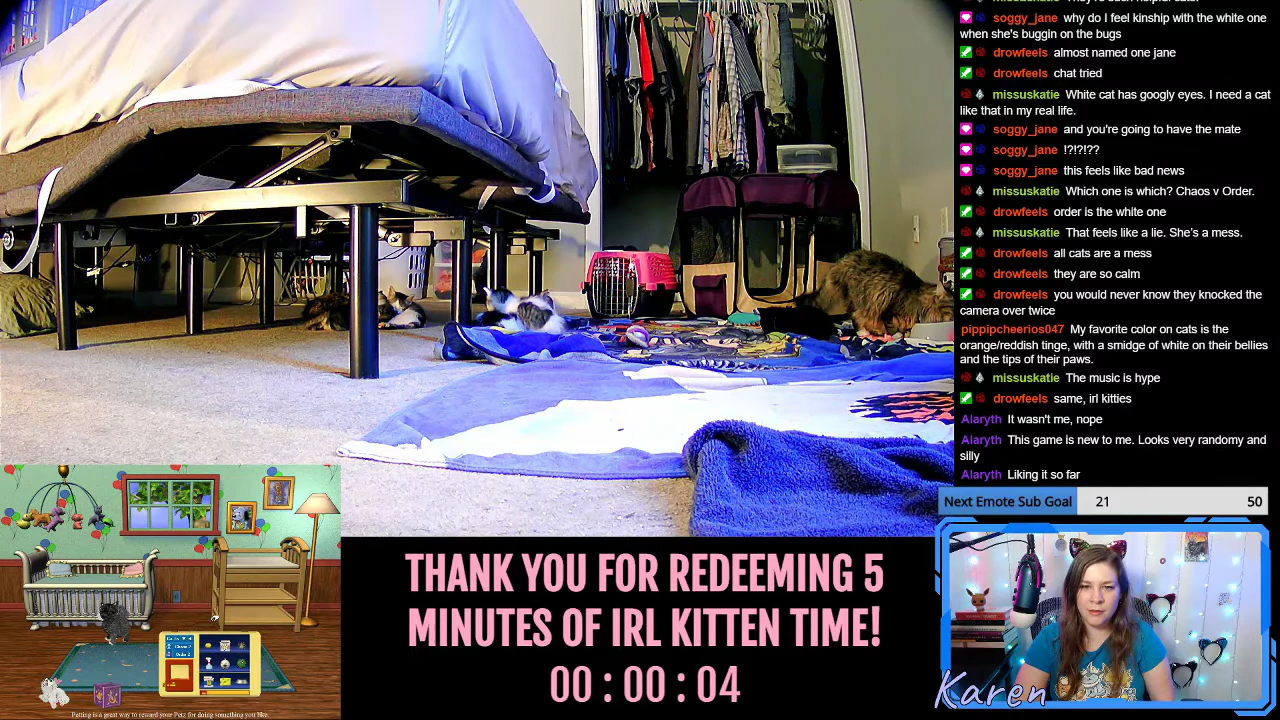 soggy_jane why do I feel kinship with the white one
when she's buggin on the bugs
drowfeels almost named one jane
drowfeels chat tried
missuskatie White cat has googly eyes. I need a cat
like that in my real life.
soggy_jane and you're going to have the mate
soggy_jane !?!?!??
soggy_jane this feels like bad news
missuskatie Which one is which? Chaos v Order.
drowfeels order is the white one
missuskatie That feels like a lie. She's a mess.
drowfeels all cats are a mess
drowfeels they are so calm
drowfeels you would never know they knocked the
camera over twice
pippipcheerios047 My favorite color on cats is the
orange/reddish tinge, with a smidge of white on their bellies
and the tips of their paws.
missuskatie The music is hype
drowfeels same, irl kitties
Alaryth It wasn't me, nope
Alaryth This game is new to me. Looks very randomy and
silly
Alaryth Liking it so far
Next Emote Sub Goal 21 50
THANK YOU FOR REDEEMING 5
MINUTES OF IRL KITTEN TIME!
00:00:04
Karen
Petting is a great way to reward your Petz for doing something you like.